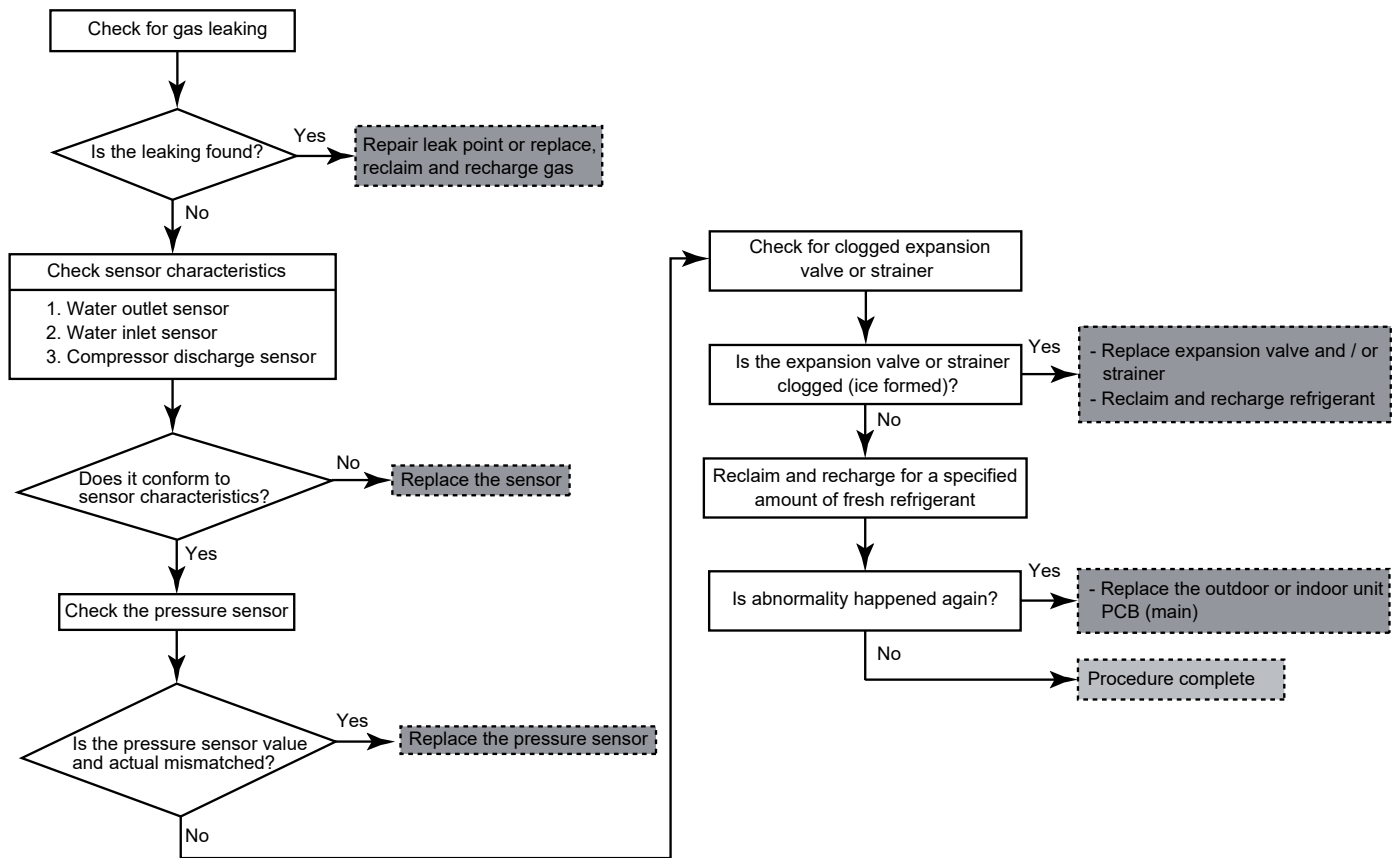 Check for gas leaking
Is the leaking found?
Yes
Repair leak point or replace,
reclaim and recharge gas
No
Check sensor characteristics
1. Water outlet sensor
2. Water inlet sensor
3. Compressor discharge sensor
Does it conform to
sensor characteristics?
No
Replace the sensor
Yes
Check the pressure sensor
Is the pressure sensor value
and actual mismatched?
Yes
Replace the pressure sensor
No
Check for clogged expansion
valve or strainer
Is the expansion valve or strainer
clogged (ice formed)?
Yes
- Replace expansion valve and / or
strainer
- Reclaim and recharge refrigerant
No
Reclaim and recharge for a specified
amount of fresh refrigerant
Is abnormality happened again?
Yes
- Replace the outdoor or indoor unit
PCB (main)
No
Procedure complete